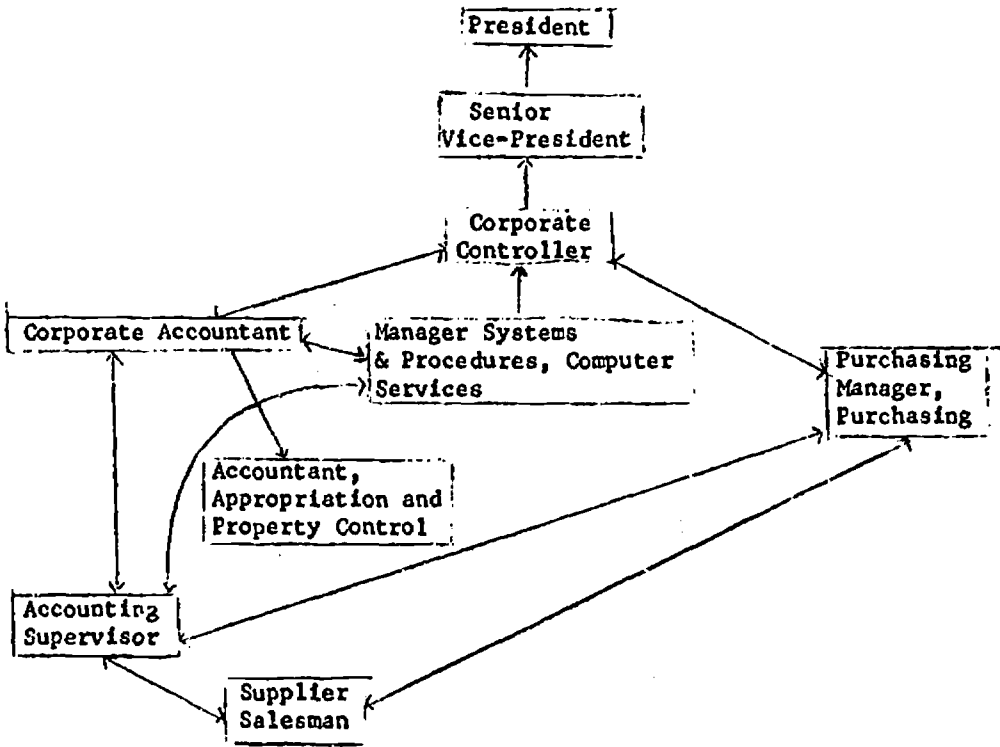 President
Senior
Vice-President
Corporate
Controller
Corporate Accountant
Manager Systems
& Procedures, Computer
Services
Purchasing
Manager,
Purchasing
Accountant,
Appropriation and
Property Control
Accounting
Supervisor
Supplier
Salesman